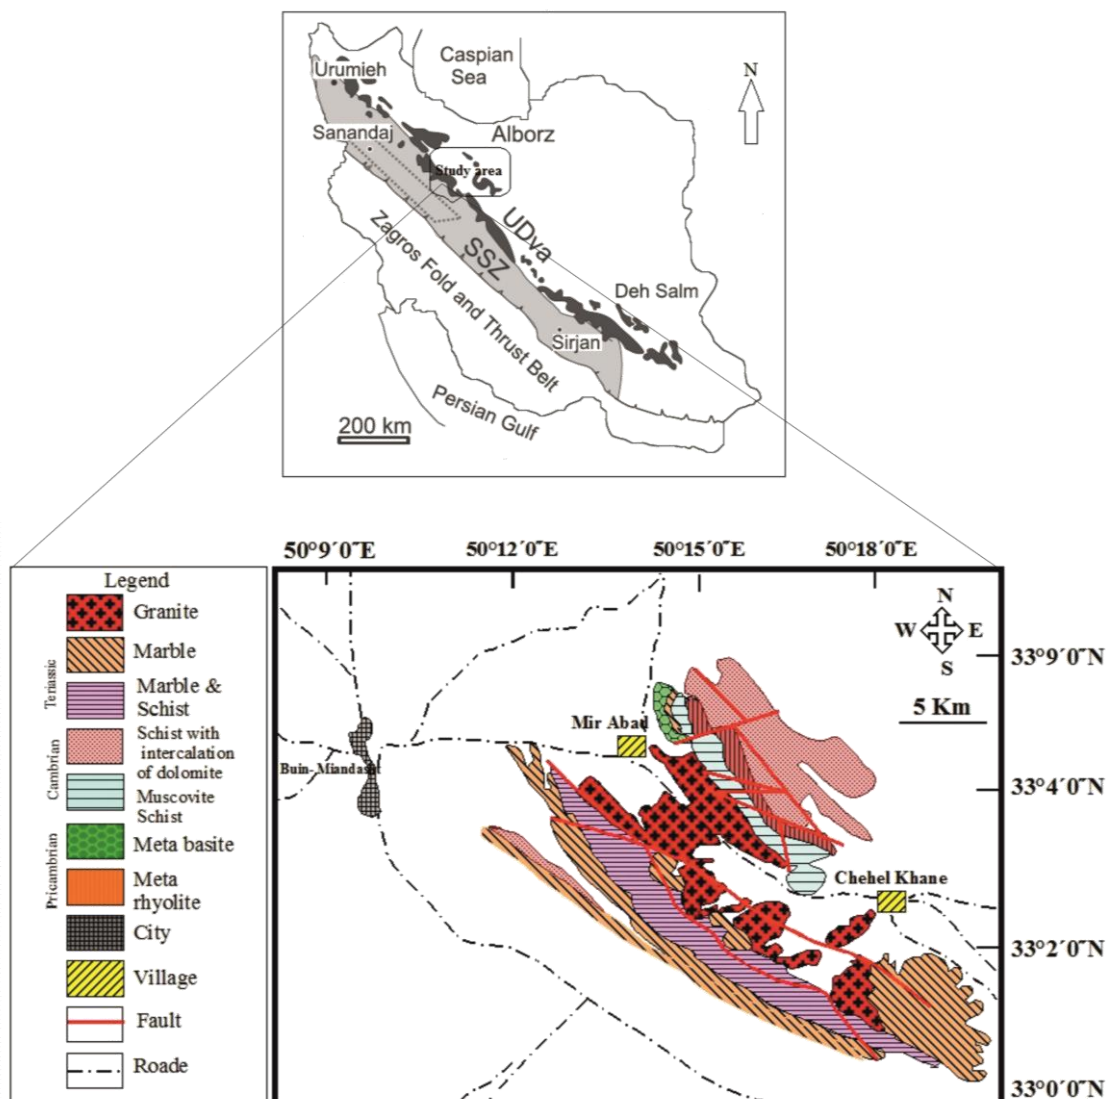 Caspian
Sea
N
Urumieh
Sanandaj
Alborz
Study area
UDva
SSZ
Zagros Fold and Thrust Belt
Deh Salm
Sirjan
Persian Gulf
200 km
50°9´0˝E
50°12´0˝E
50°15´0˝E
50°18´0˝E
Legend
Granite
Marble
Teriassic
Marble &
Schist
Schist with
intercalation
of dolomite
Cambrian
Muscovite
Schist
Meta basite
Pricambrian
Meta
rhyolite
City
Village
Fault
Roade
N
W
E
S
5 Km
Mir Abad
Buin- Miandasht
Chehel Khane
33°9´0˝N
33°4´0˝N
33°2´0˝N
33°0´0˝N